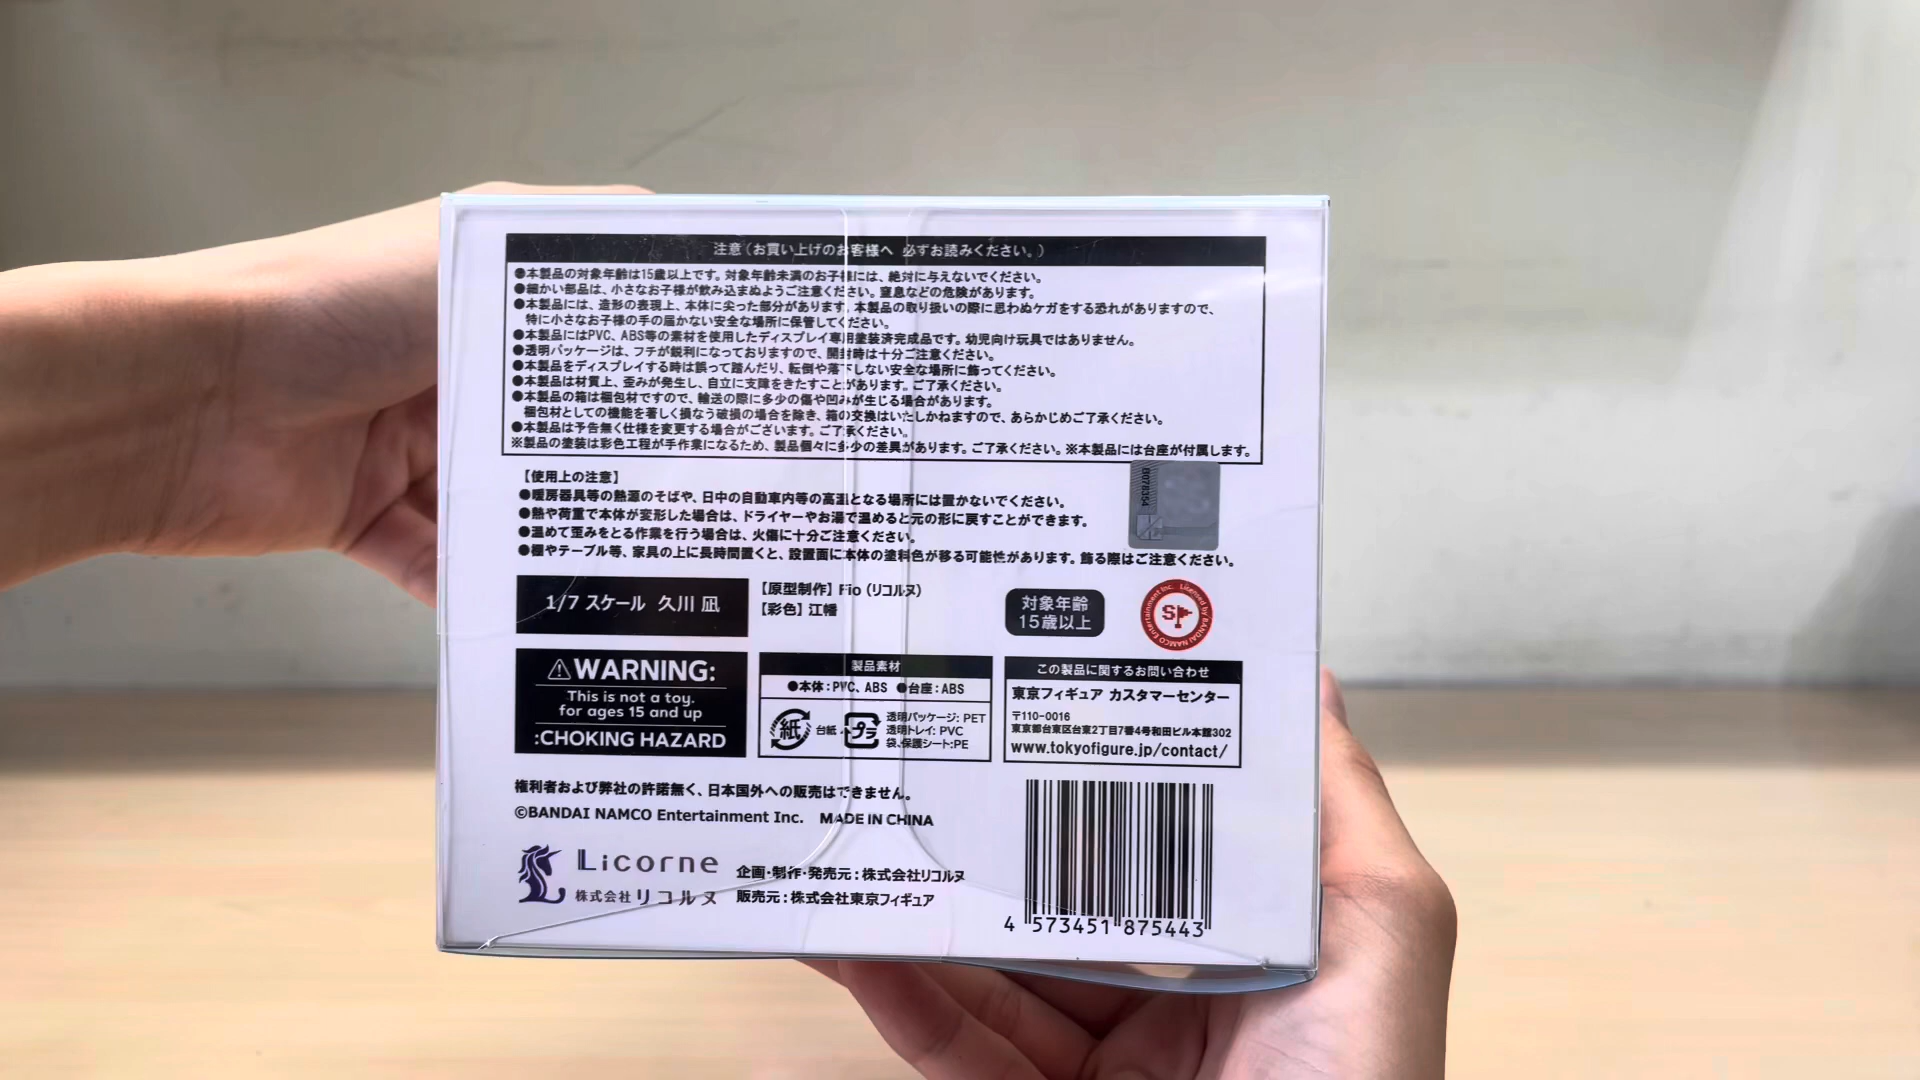 注意(お買い上げのお客様へ 必ずお読みください。)
●本製品の対象年齢は15歳以上です。対象年齢未満のお子様には、絶対に与えないでください。
●細かい部品は、小さなお子様が飲み込まぬようご注意ください。窒息などの危険があります。
●本製品には、造形の表現上、本体に尖った部分があります。本製品の取り扱いの際に思わぬケガをする恐れがありますので、
特に小さなお子様の手の届かない安全な場所に保管してください。
●本製品にはPVC、ABS等の素材を使用したディスプレイ専用塗装済完成品です。幼児向け玩具ではありません。
●透明パッケージは、フチが鋭利になっておりますので、開封時は十分ご注意ください。
●本製品をディスプレイする時は誤って踏んだり、転倒や落下しない安全な場所に飾ってください。
●本製品は材質上、歪みが発生し、自立に支障をきたすことがあります。ご了承ください。
●本製品の箱は梱包材ですので、輸送の際に多少の傷や凹みが生じる場合があります。
梱包材としての機能を著しく損なう破損の場合を除き、箱の交換はいたしかねますので、あらかじめご了承ください。
●本製品は予告無く仕様を変更する場合がございます。ご了承ください。
※製品の塗装は彩色工程が手作業になるため、製品個々に多少の差異があります。ご了承ください。※本製品には台座が付属します。
【使用上の注意】
●暖房器具等の熱源のそばや、日中の自動車内等の高温となる場所には置かないでください。
●熱や荷重で本体が変形した場合は、ドライヤーやお湯で温めると元の形に戻すことができます。
●温めて歪みをとる作業を行う場合は、火傷に十分ご注意ください。
●棚やテーブル等、家具の上に長時間置くと、設置面に本体の塗料色が移る可能性があります。飾る際はご注意ください。
B078354
1/7 スケール 久川 凪
【原型制作】Fio(リコルヌ)
【彩色】江幡
対象年齢
15歳以上
Licensed by BANDAI NAMCO Entertainment Inc.
SP
⚠WARNING:
This is not a toy.
for ages 15 and up
:CHOKING HAZARD
製品素材
●本体:PVC、ABS ●台座:ABS
紙 台紙
プラ 透明パッケージ: PET
透明トレイ: PVC
袋、保護シート:PE
この製品に関するお問い合わせ
東京フィギュア カスタマーセンター
〒110-0016
東京都台東区台東2丁目7番4号和田ビル本館302
www.tokyofigure.jp/contact/
権利者および弊社の許諾無く、日本国外への販売はできません。
©BANDAI NAMCO Entertainment Inc. MADE IN CHINA
Licorne
株式会社リコルヌ
企画・制作・発売元:株式会社リコルヌ
販売元:株式会社東京フィギュア
4 573451 875443